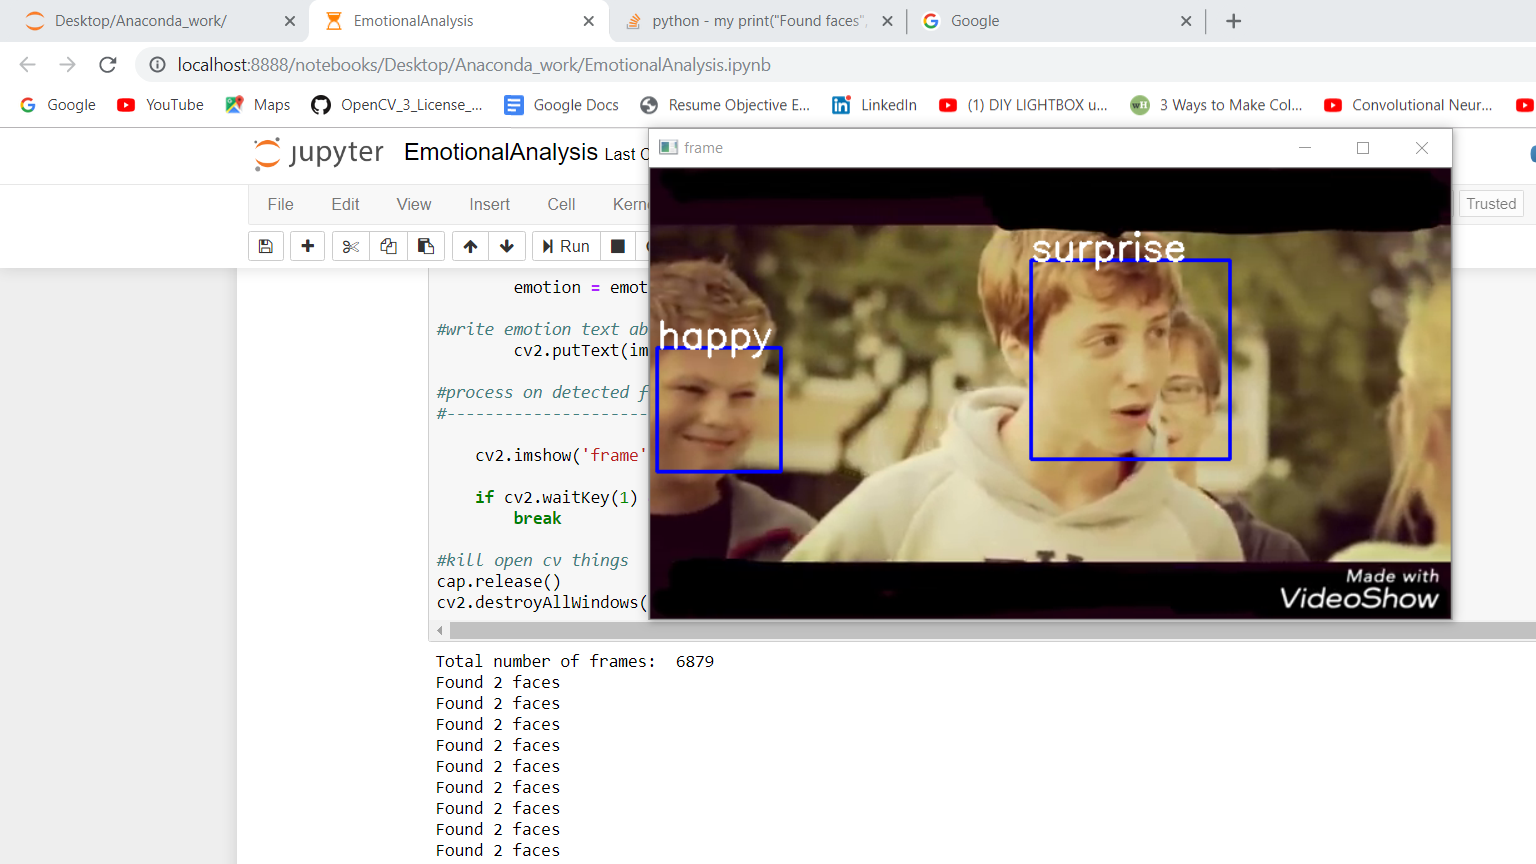 Desktop/Anaconda_work/
EmotionalAnalysis
python - my print("Found faces",
Google
localhost:8888/notebooks/Desktop/Anaconda_work/EmotionalAnalysis.ipynb
Google
YouTube
Maps
OpenCV_3_License_...
Google Docs
Resume Objective E...
LinkedIn
(1) DIY LIGHTBOX u...
wH
3 Ways to Make Col...
Convolutional Neur...
jupyter
EmotionalAnalysis Last C
frame
File
Edit
View
Insert
Cell
Kern
Trusted
Run
surprise
happy
emotion = emot
#write emotion text ab
cv2.putText(im
#process on detected f
#---------------------
cv2.imshow('frame'
if cv2.waitKey(1)
break
#kill open cv things
cap.release()
cv2.destroyAllWindows(
Made with
VideoShow
Total number of frames:  6879
Found 2 faces
Found 2 faces
Found 2 faces
Found 2 faces
Found 2 faces
Found 2 faces
Found 2 faces
Found 2 faces
Found 2 faces